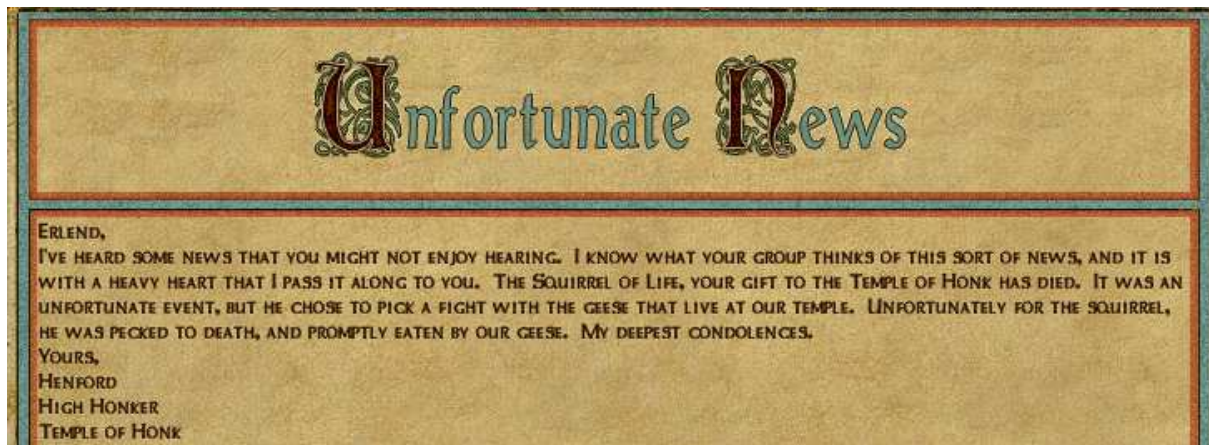 Unfortunate News
Erlend,
I've heard some news that you might not enjoy hearing. I know what your group thinks of this sort of news, and it is
with a heavy heart that I pass it along to you. The Squirrel of Life, your gift to the Temple of Honk has died. It was an
unfortunate event, but he chose to pick a fight with the geese that live at our temple. Unfortunately for the squirrel,
he was pecked to death, and promptly eaten by our geese. My deepest condolences.
Yours,
Henford
High Honker
Temple of Honk